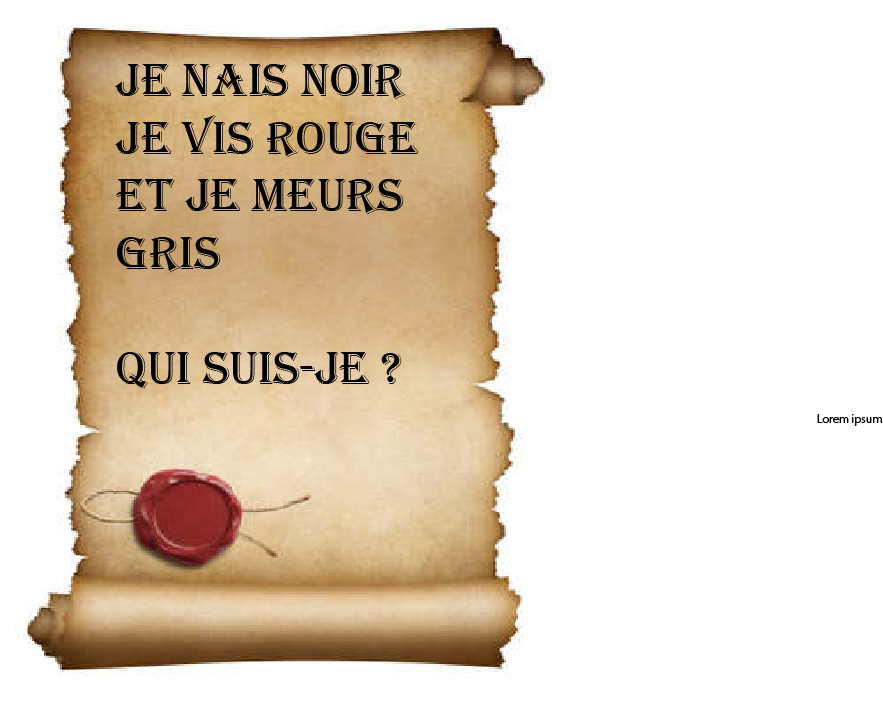 JE NAIS NOIR
JE VIS ROUGE
ET JE MEURS
GRIS
QUI SUIS-JE ?
Lorem ipsum